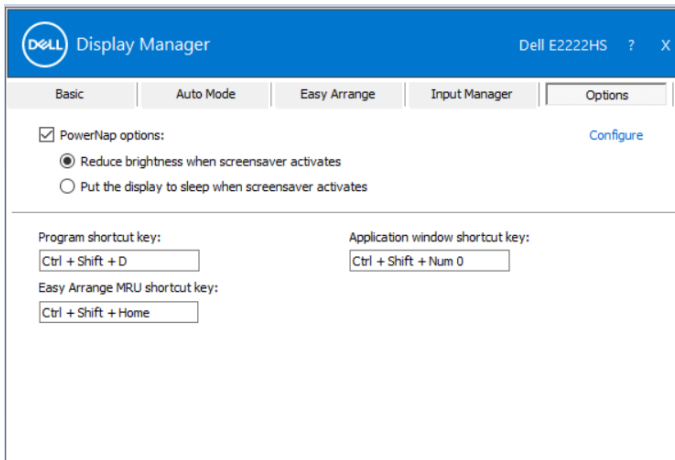 DELL Display Manager Dell E2222HS ? X
Basic Auto Mode Easy Arrange Input Manager Options
PowerNap options: Configure
Reduce brightness when screensaver activates
Put the display to sleep when screensaver activates
Program shortcut key: Application window shortcut key:
Ctrl + Shift + D Ctrl + Shift + Num 0
Easy Arrange MRU shortcut key:
Ctrl + Shift + Home